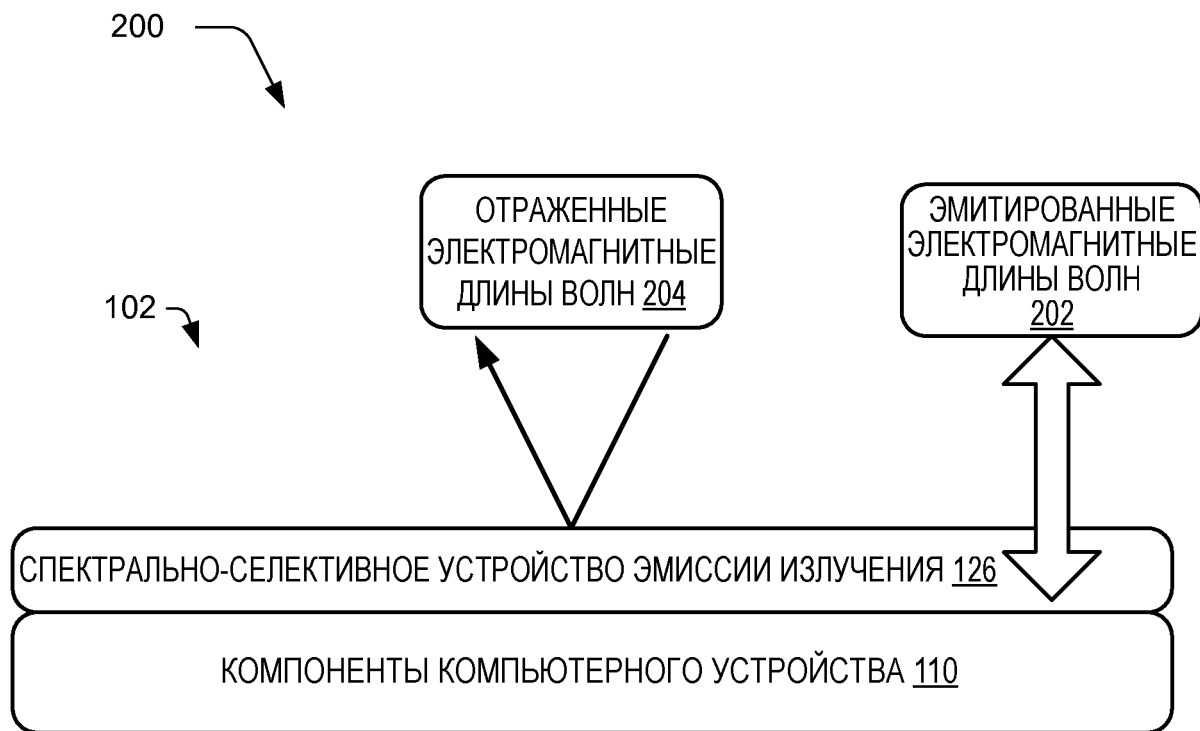 200
ОТРАЖЕННЫЕ
ЭЛЕКТРОМАГНИТНЫЕ
ДЛИНЫ ВОЛН 204
ЭМИТИРОВАННЫЕ
ЭЛЕКТРОМАГНИТНЫЕ
ДЛИНЫ ВОЛН
202
102
СПЕКТРАЛЬНО-СЕЛЕКТИВНОЕ УСТРОЙСТВО ЭМИССИИ ИЗЛУЧЕНИЯ 126
КОМПОНЕНТЫ КОМПЬЮТЕРНОГО УСТРОЙСТВА 110